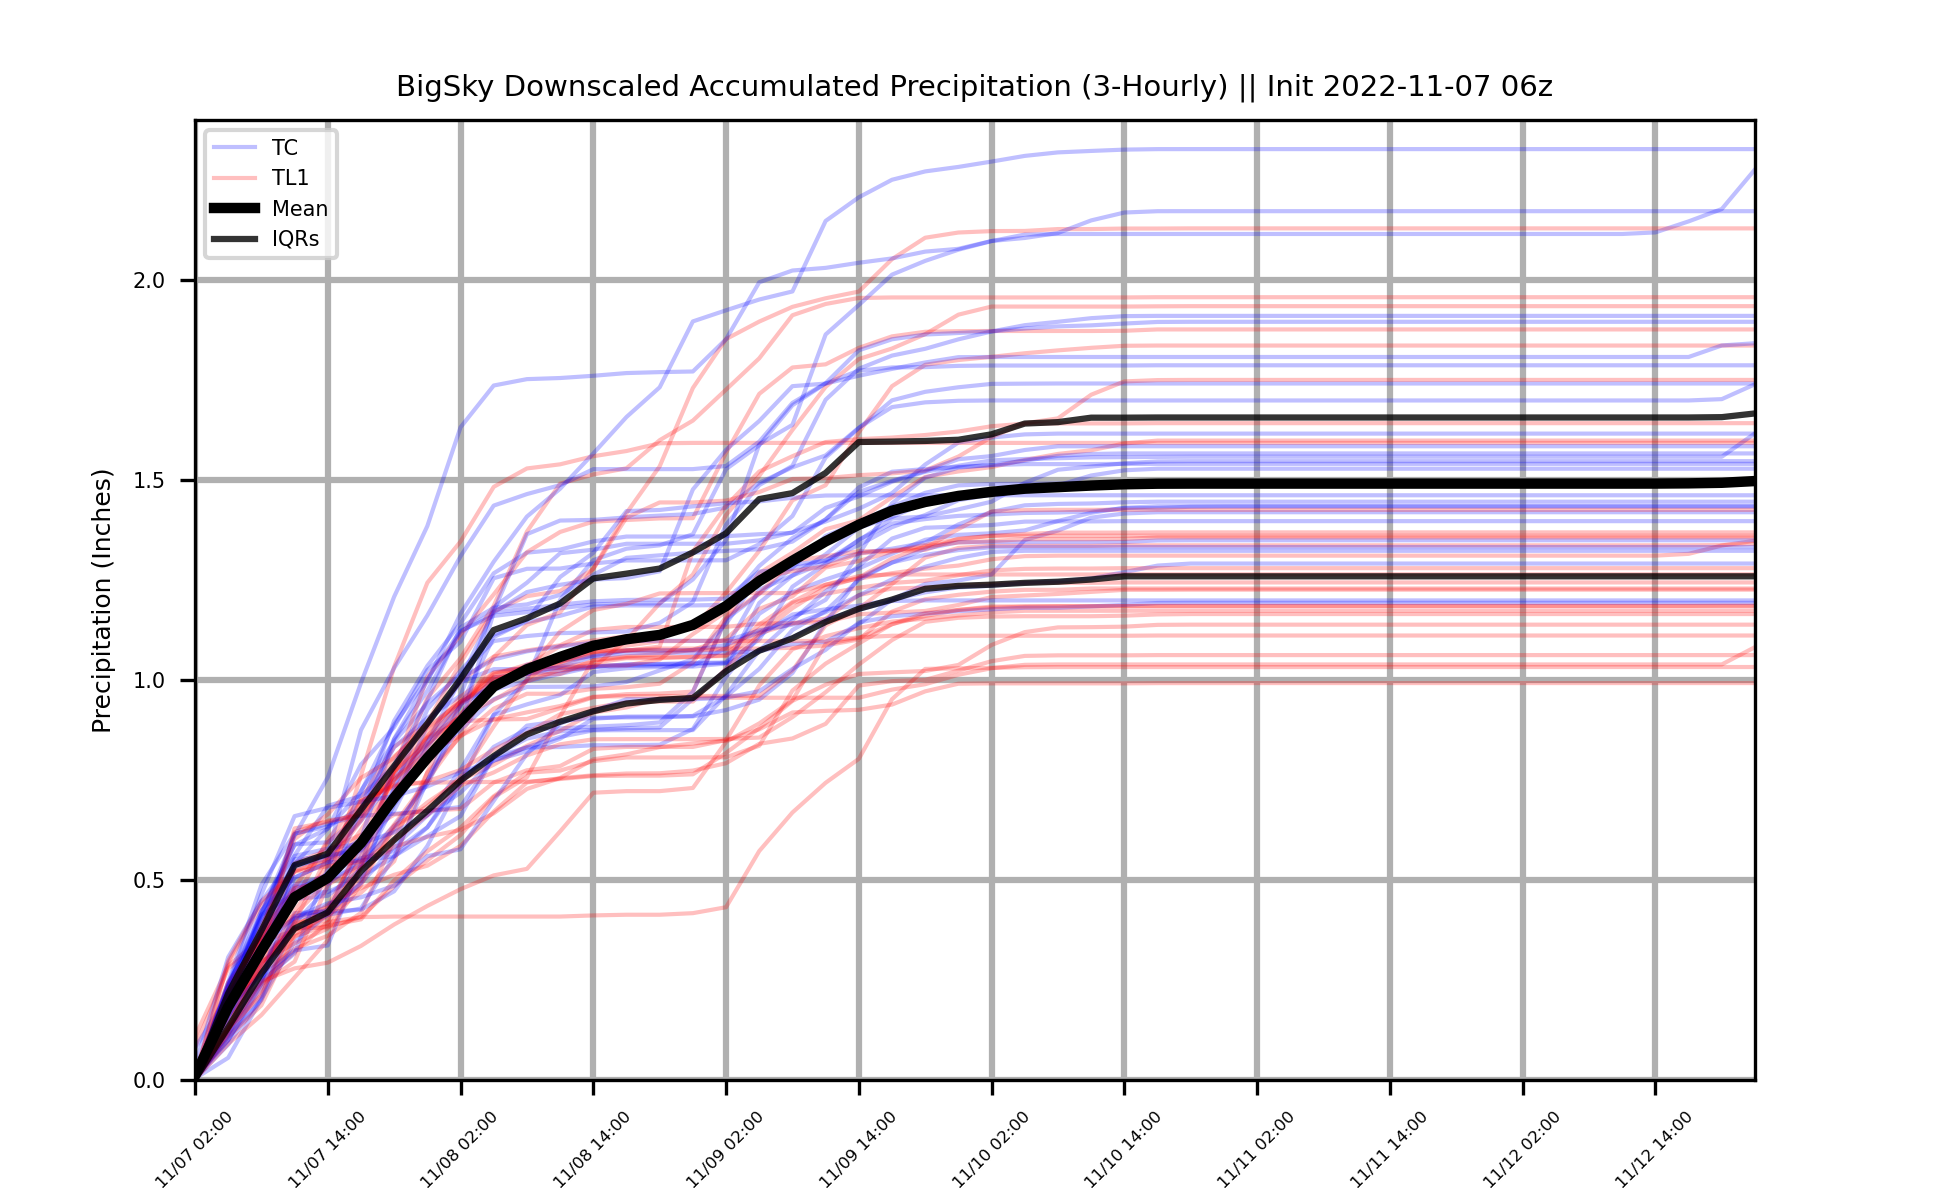 BigSky Downscaled Accumulated Precipitation (3-Hourly) || Init 2022-11-07 06z
TC
TL1
Mean
IQRs
Precipitation (Inches)
2.0
1.5
1.0
0.5
0.0
11/07 02:00
11/07 14:00
11/08 02:00
11/08 14:00
11/09 02:00
11/09 14:00
11/10 02:00
11/10 14:00
11/11 02:00
11/11 14:00
11/12 02:00
11/12 14:00